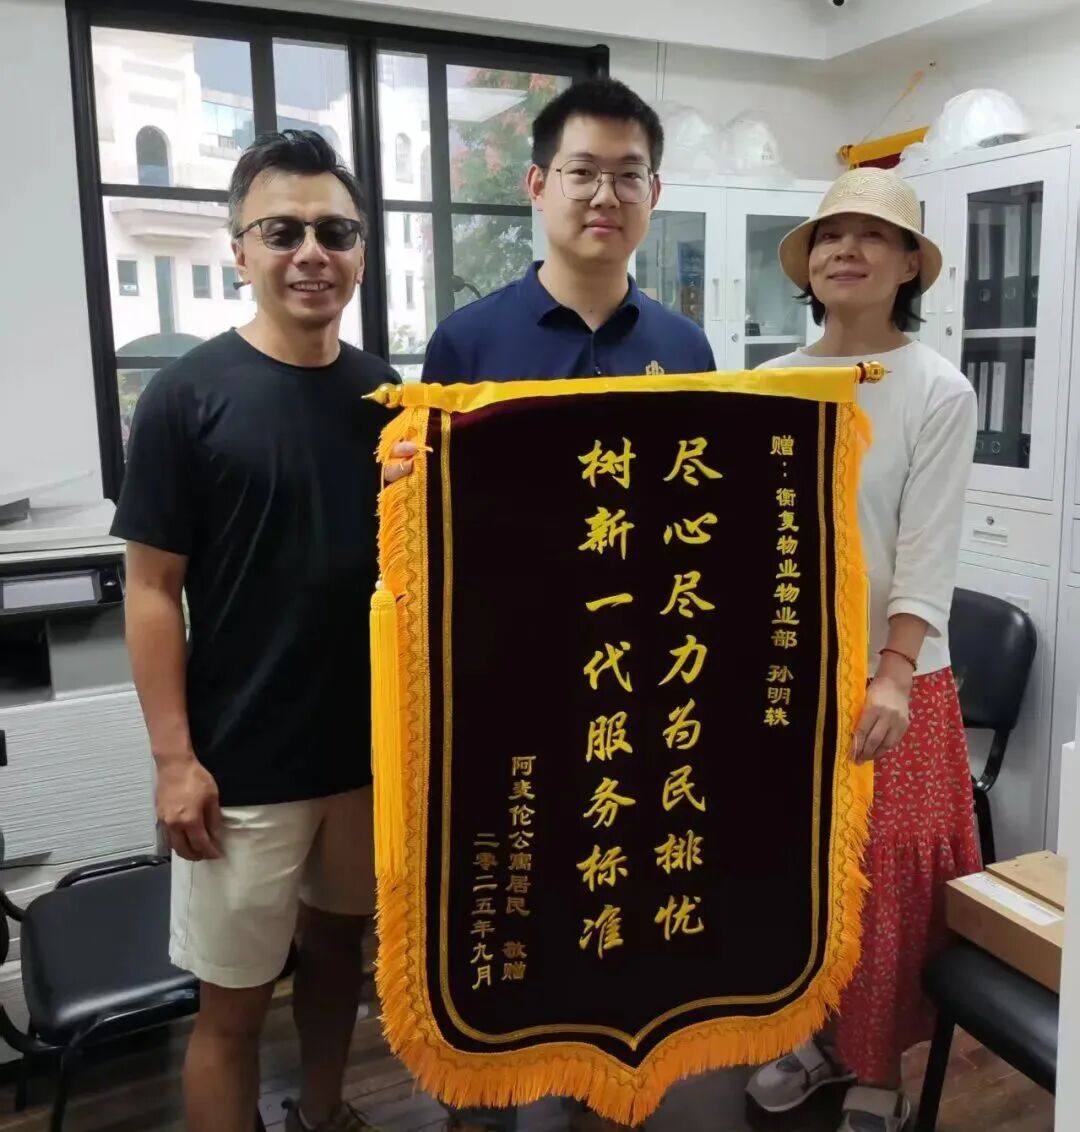 赠：衡复物业物业部 孙明轶
尽心尽力为民排忧
树新一代服务标准
阿麦伦公寓居民 敬赠
二零二五年九月